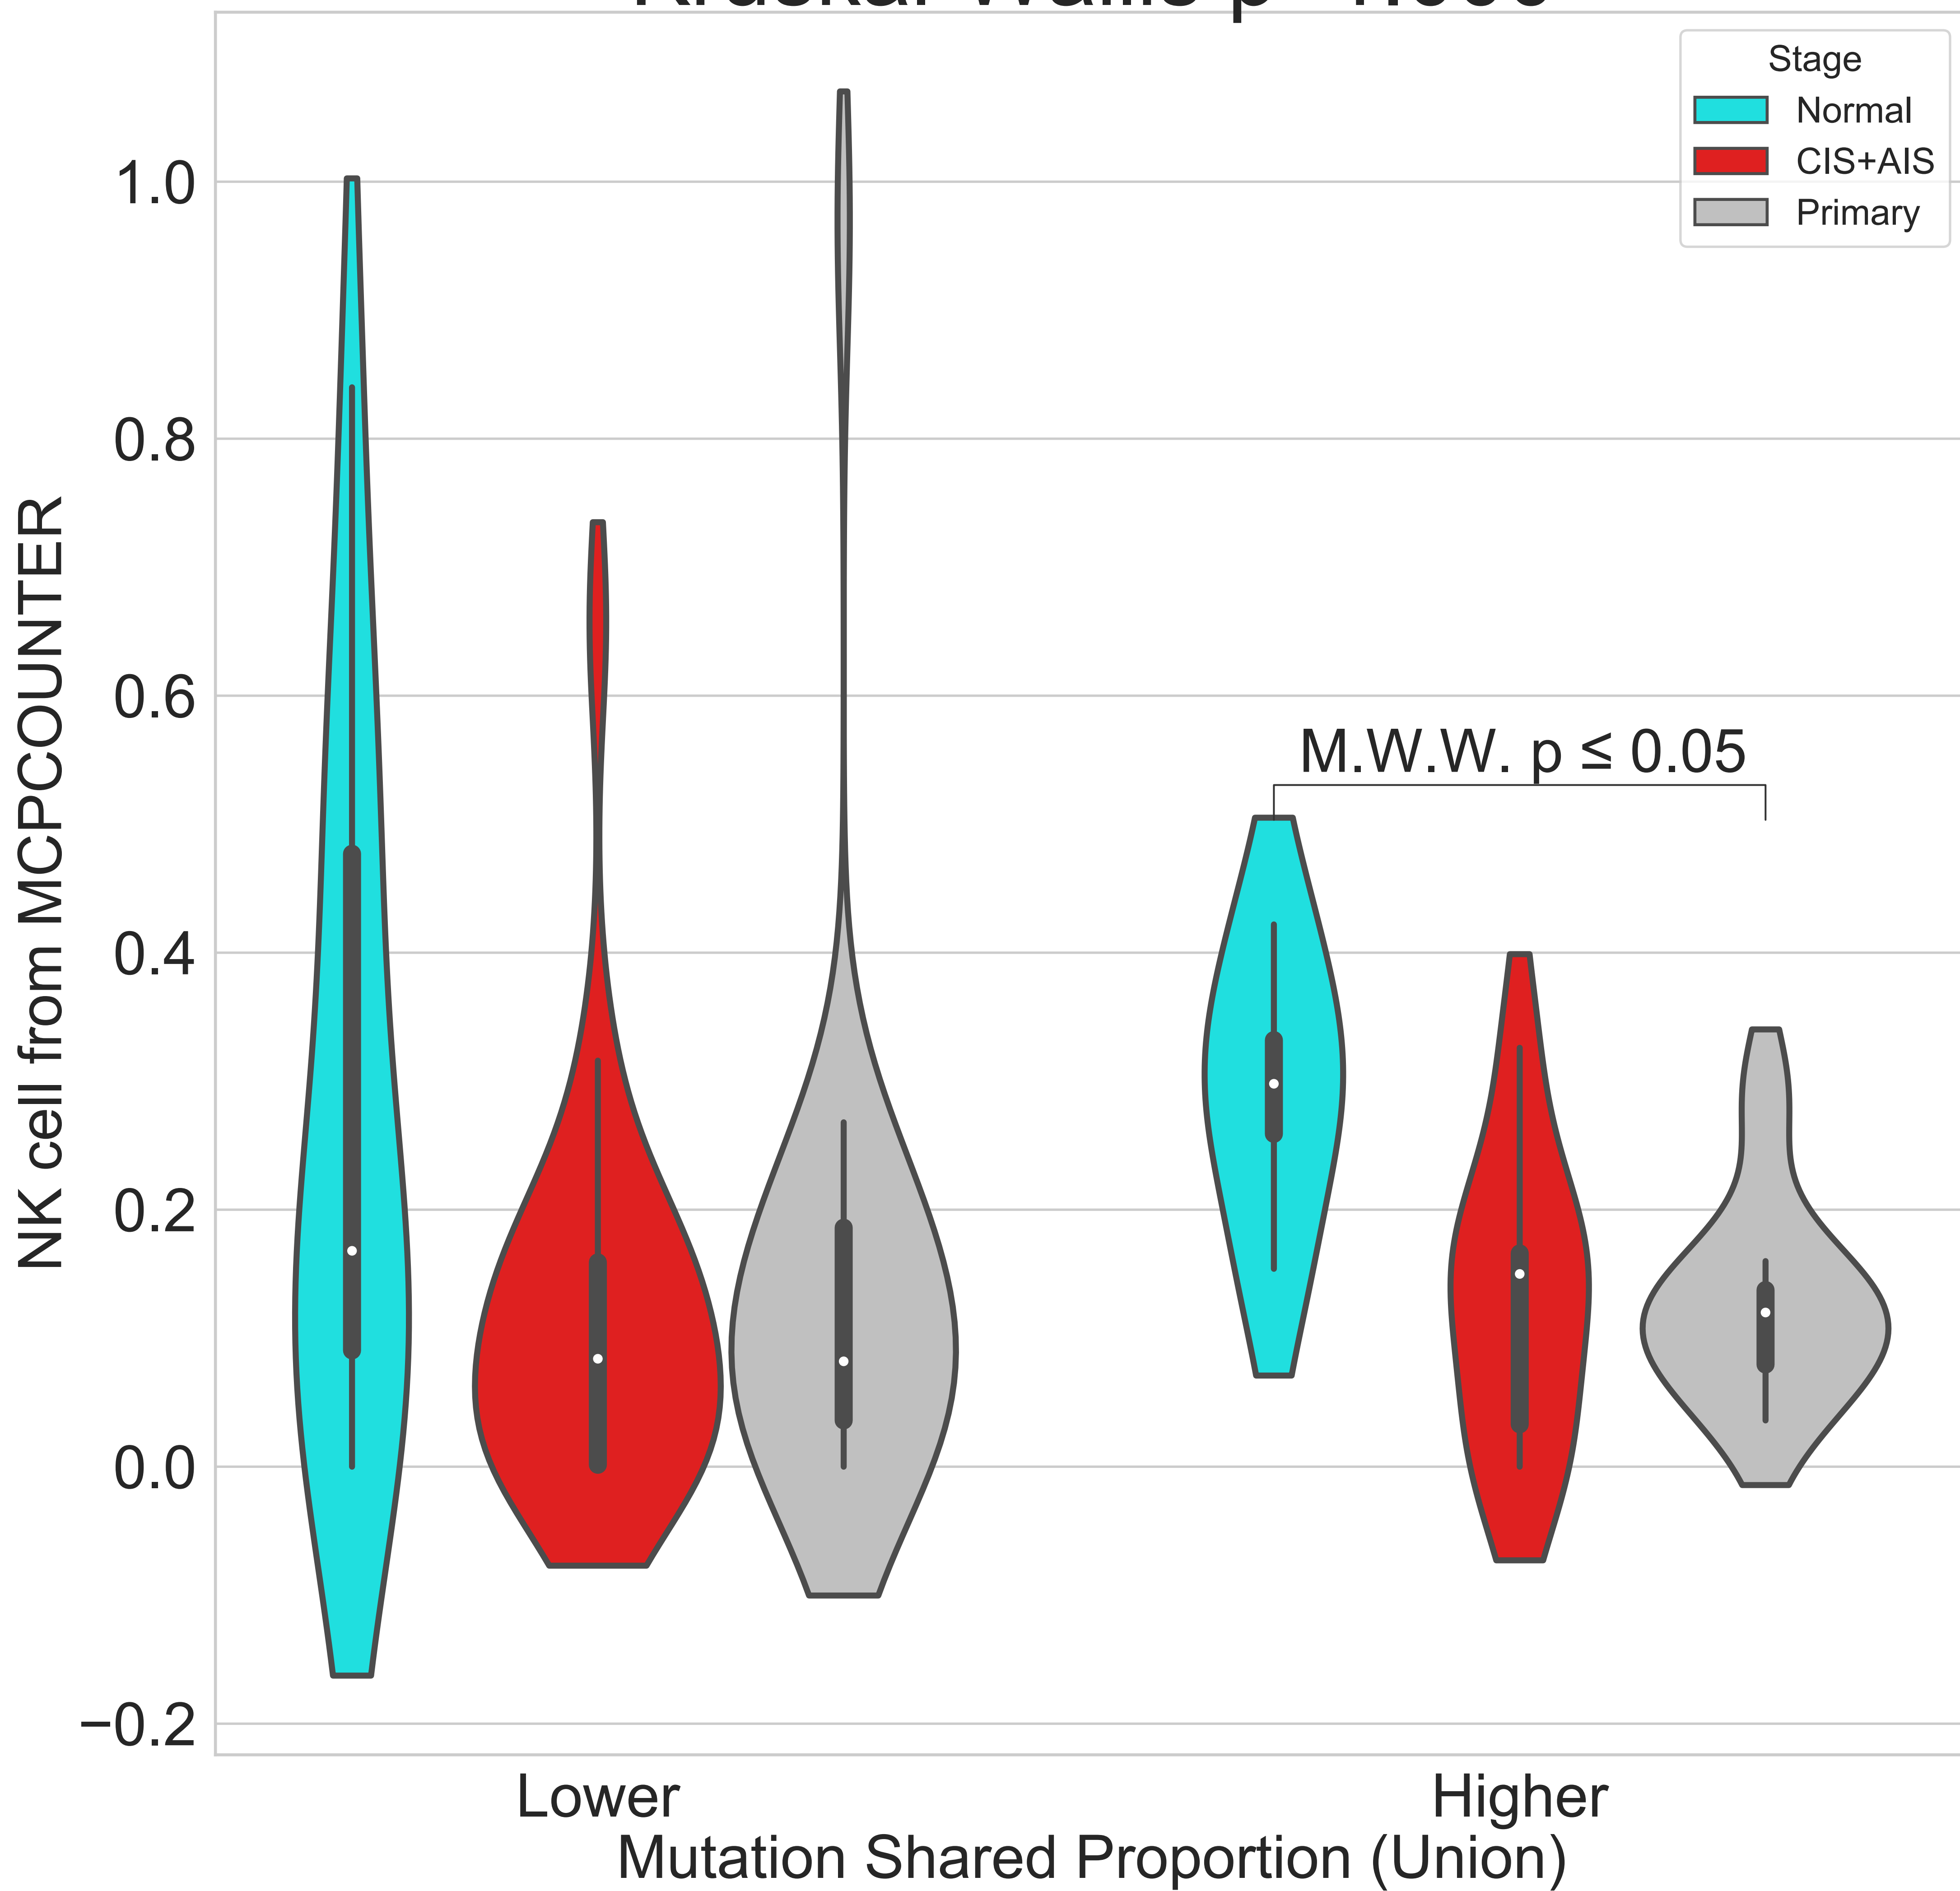 Stage
Normal
CIS+AIS
Primary
1.0
0.8
0.6
0.4
0.2
0.0
−0.2
NK cell from MCPCOUNTER
M.W.W. p ≤ 0.05
Lower
Higher
Mutation Shared Proportion (Union)